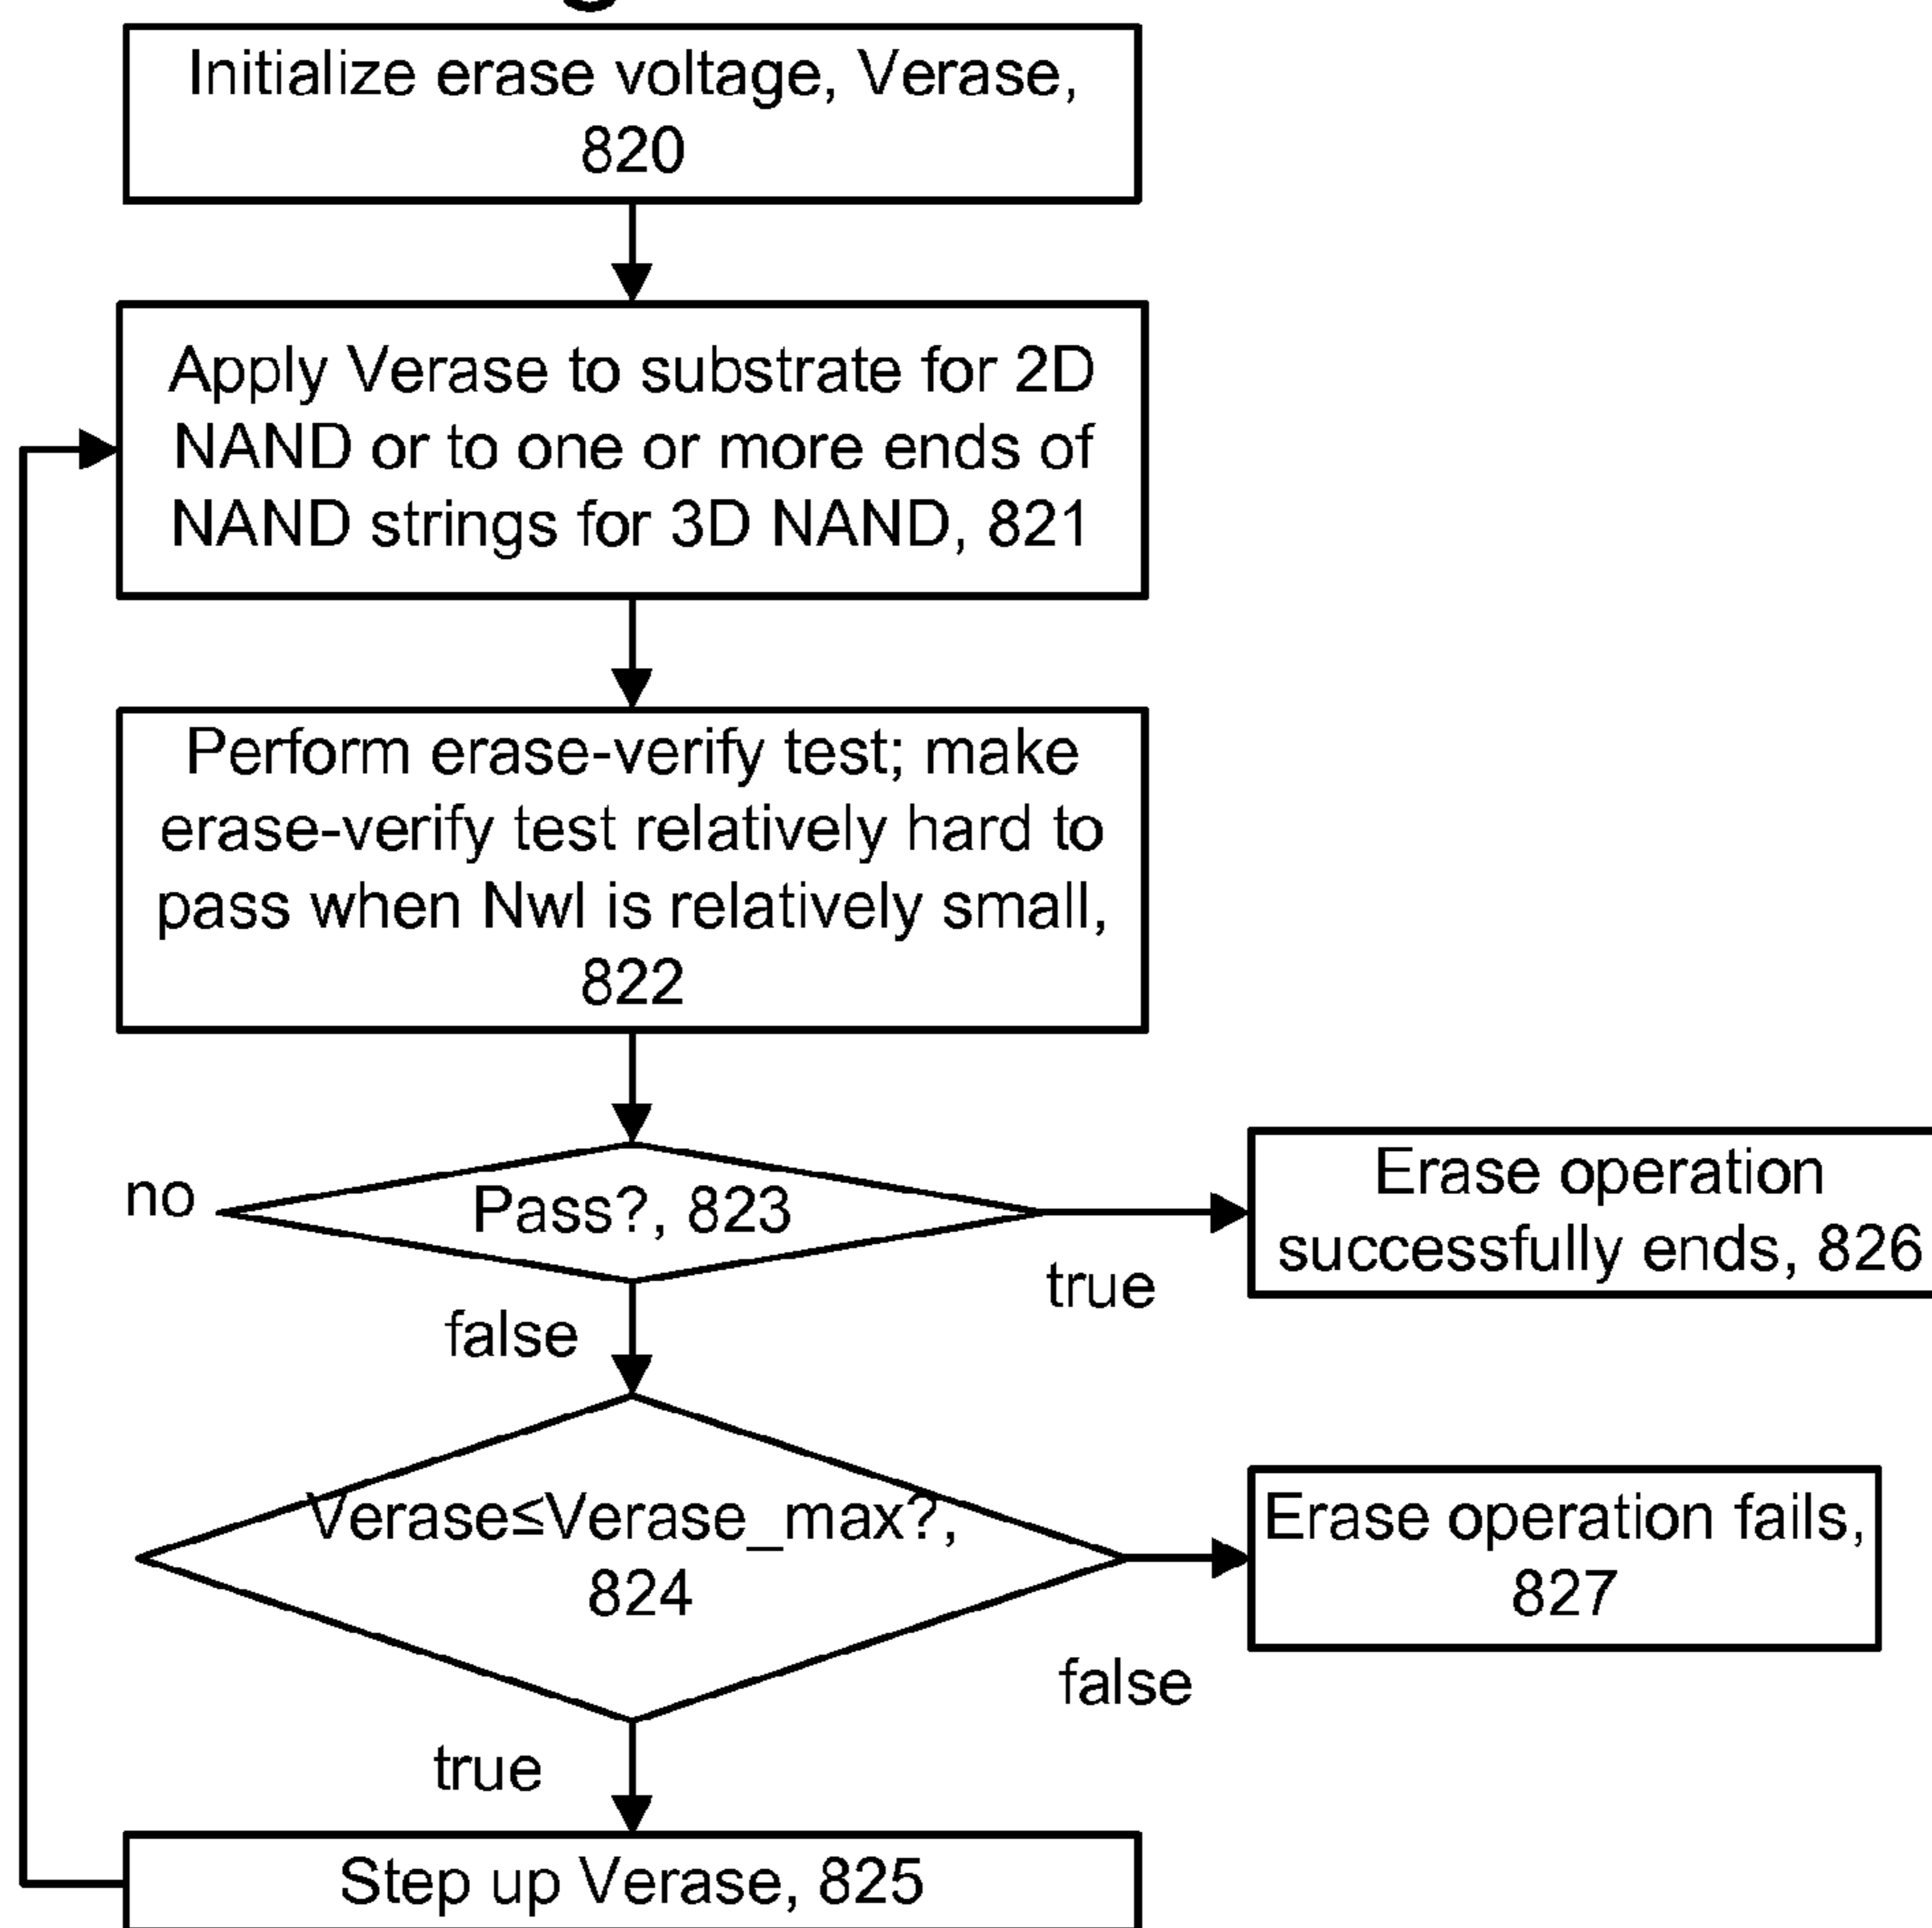 Initialize erase voltage, Verase,
820
Apply Verase to substrate for 2D
NAND or to one or more ends of
NAND strings for 3D NAND, 821
Perform erase-verify test; make
erase-verify test relatively hard to
pass when Nwl is relatively small,
822
no
Pass?, 823
true
Erase operation
successfully ends, 826
false
Verase≤Verase_max?,
824
Erase operation fails,
827
false
true
Step up Verase, 825